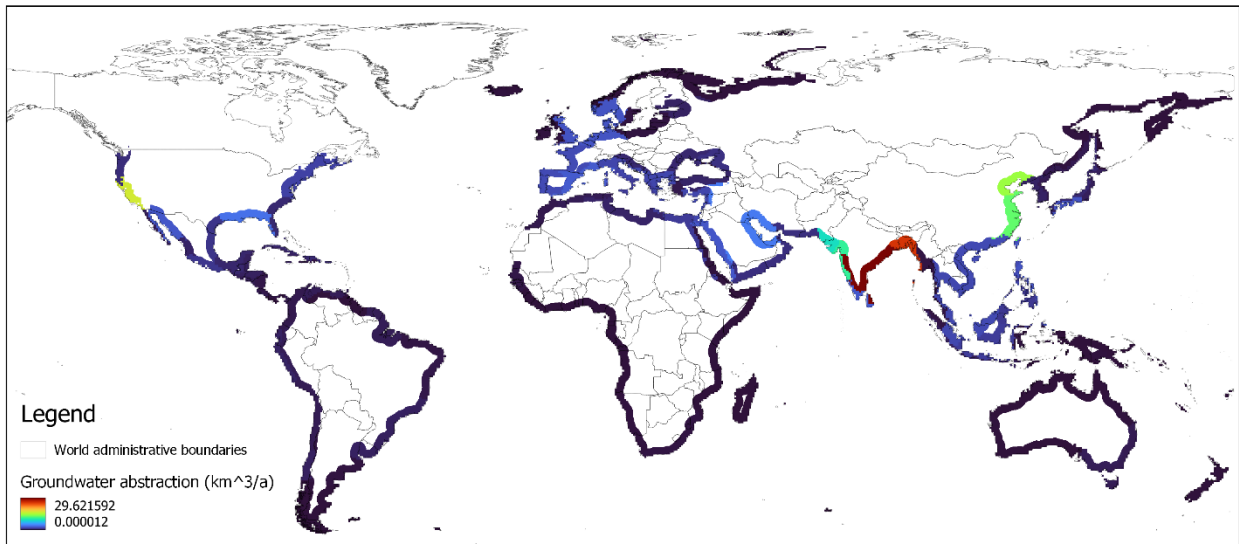 Legend
World administrative boundaries
Groundwater abstraction (km^3/a)
29.621592
0.000012